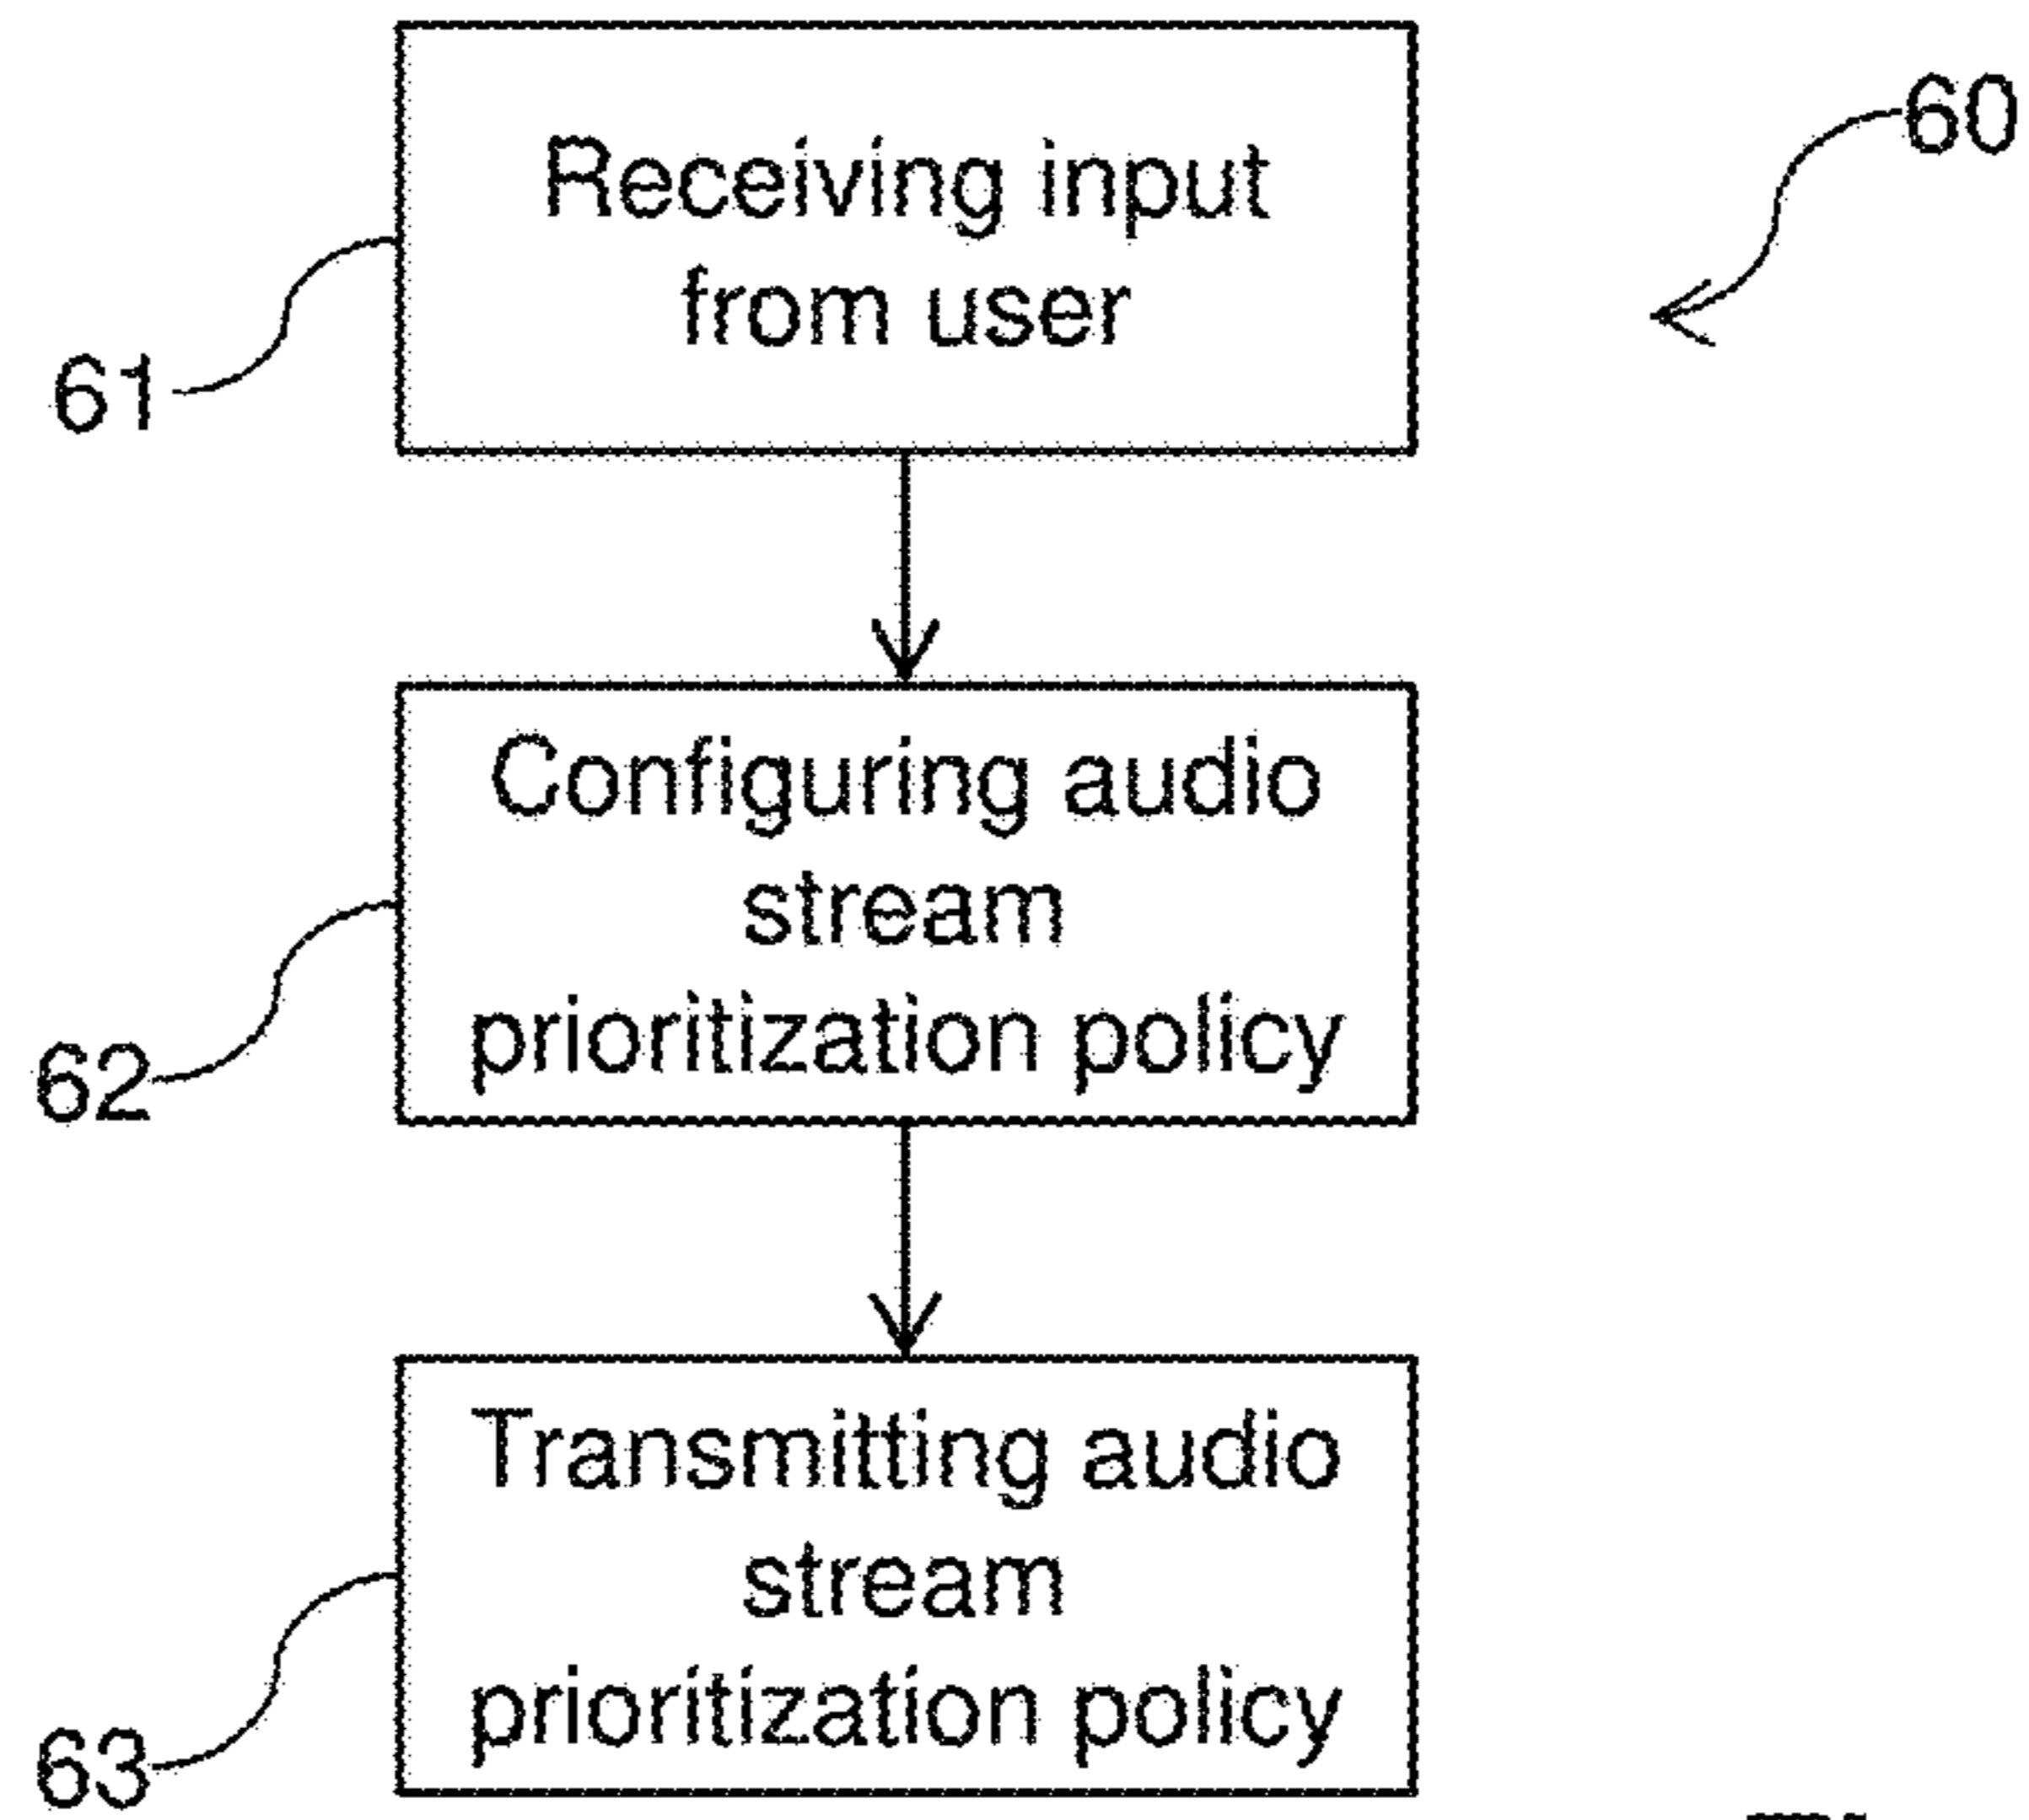 Receiving input
from user
60
61
Configuring audio
stream
prioritization policy
62
Transmitting audio
stream
prioritization policy
63